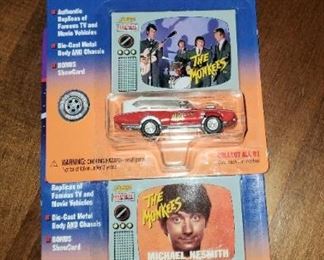 Authentic
Replicas of
Famous TV and
Movie Vehicles
Die-Cast Metal
Body AND Chassis
BONUS
ShowCard
THE
MONKEES
WARNING:
Replicas of
Famous TV and
Movie Vehicles
Die-Cast Metal
Body AND Chassis
BONUS
ShowCard
THE
MONKEES
MICHAEL NESMITH